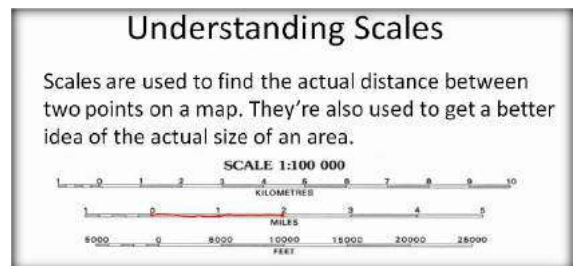 Understanding Scales
Scales are used to find the actual distance between
two points on a map. They're also used to get a better
idea of the actual size of an area.
SCALE 1:100 000
1 0 1 2 3 4 5 6 7 8 9 10
KILOMETRES
1 0 1 2 3 4 5
MILES
5000 0 5000 10000 15000 20000 25000
FEET